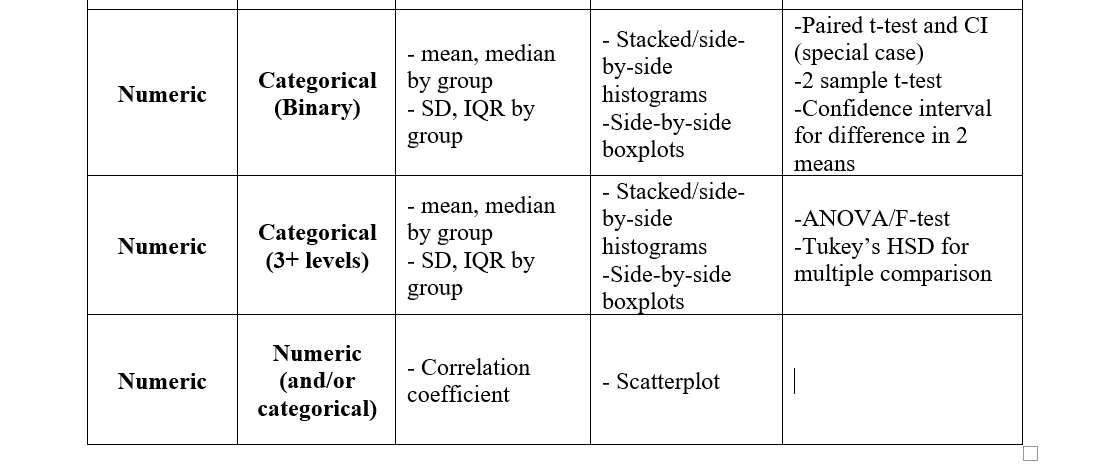 Numeric
Categorical
(Binary)
- mean, median
by group
- SD, IQR by
group
- Stacked/side-
by-side
histograms
-Side-by-side
boxplots
-Paired t-test and CI
(special case)
-2 sample t-test
-Confidence interval
for difference in 2
means
Numeric
Categorical
(3+ levels)
- mean, median
by group
- SD, IQR by
group
- Stacked/side-
by-side
histograms
-Side-by-side
boxplots
-ANOVA/F-test
-Tukey’s HSD for
multiple comparison
Numeric
Numeric
(and/or
categorical)
- Correlation
coefficient
- Scatterplot